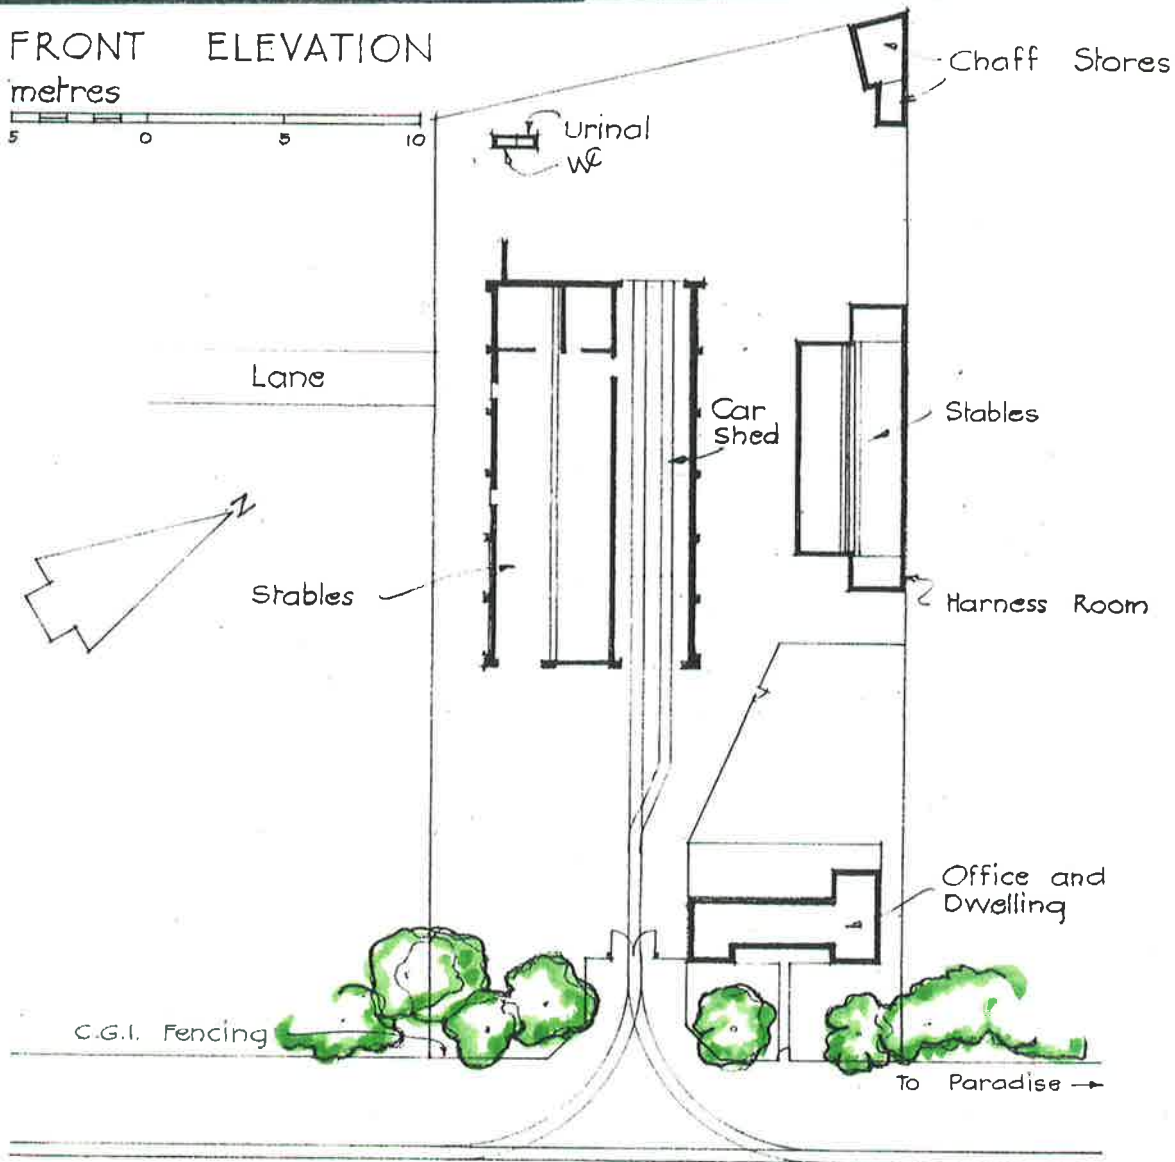 FRONT ELEVATION
metres
5 0 5 10
Chaff Stores
Urinal
WC
Lane
Car
Shed
Stables
N
Stables
Harness Room
Office and
Dwelling
C.G.I. Fencing
To Paradise →